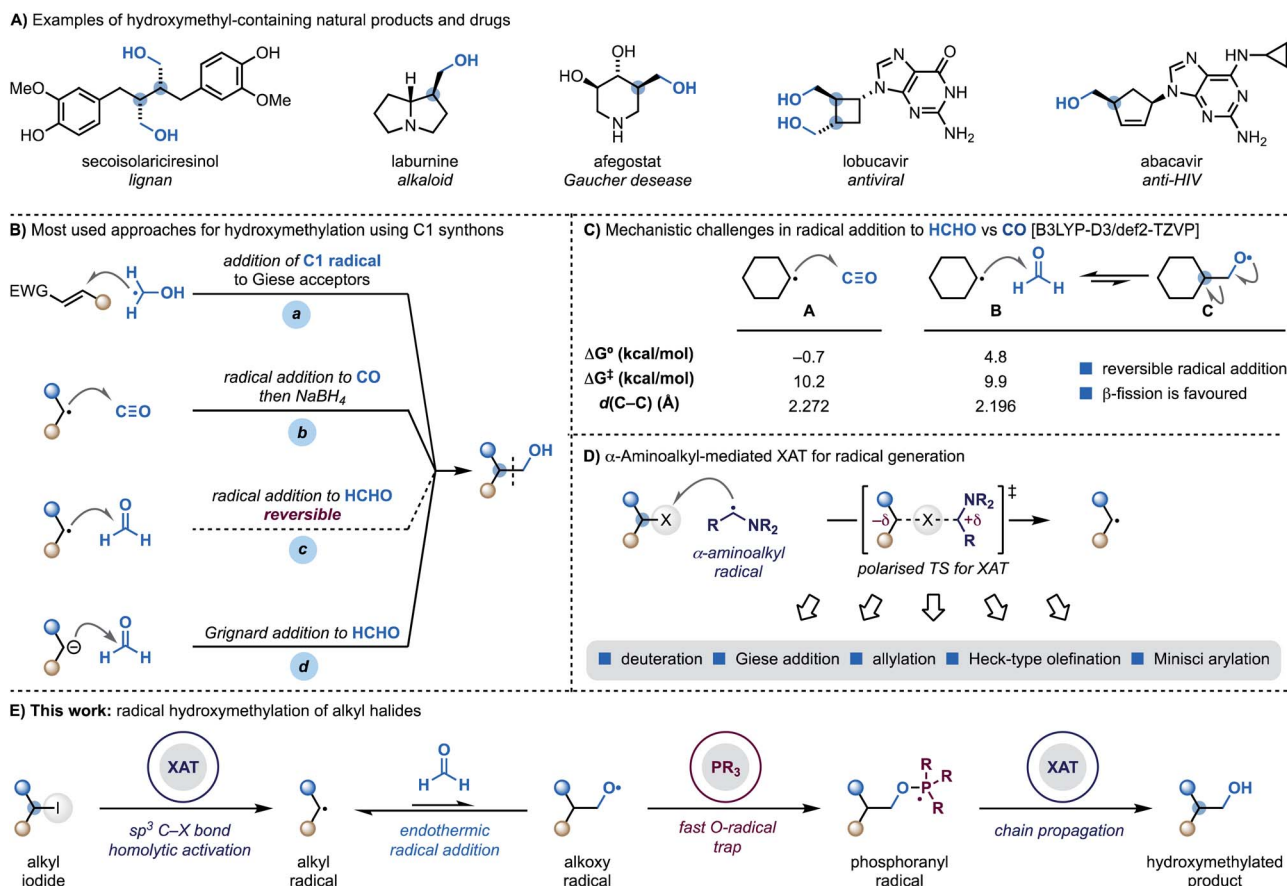 A) Examples of hydroxymethyl-containing natural products and drugs
HO
OH
MeO
OMe
HO
OH
secoisolariciresinol
lignan
H
OH
N
laburnine
alkaloid
OH
HO
OH
N
H
afegostat
Gaucher desease
HO
HO
N
N
O
NH
N
NH2
lobucavir
antiviral
HO
HN
N
N
N
N
NH2
abacavir
anti-HIV
B) Most used approaches for hydroxymethylation using C1 synthons
EWG
H
H
OH
addition of C1 radical
to Giese acceptors
a
C≡O
radical addition to CO
then NaBH4
b
O
H H
radical addition to HCHO
reversible
c
O
H H
Grignard addition to HCHO
d
OH
C) Mechanistic challenges in radical addition to HCHO vs CO [B3LYP-D3/def2-TZVP]
C≡O
O
H H
O•
A
B
C
ΔGº (kcal/mol) –0.7 4.8
ΔG‡ (kcal/mol) 10.2 9.9
d(C–C) (Å) 2.272 2.196
reversible radical addition
β-fission is favoured
D) α-Aminoalkyl-mediated XAT for radical generation
X
R
NR2
α-aminoalkyl
radical
–δ
X
+δ
NR2
R
‡
polarised TS for XAT
deuteration Giese addition allylation Heck-type olefination Minisci arylation
E) This work: radical hydroxymethylation of alkyl halides
I
alkyl
iodide
XAT
sp3 C–X bond
homolytic activation
alkyl
radical
O
H H
endothermic
radical addition
O•
alkoxy
radical
PR3
fast O-radical
trap
R
O
P
R
R
phosphoranyl
radical
XAT
chain propagation
OH
hydroxymethylated
product